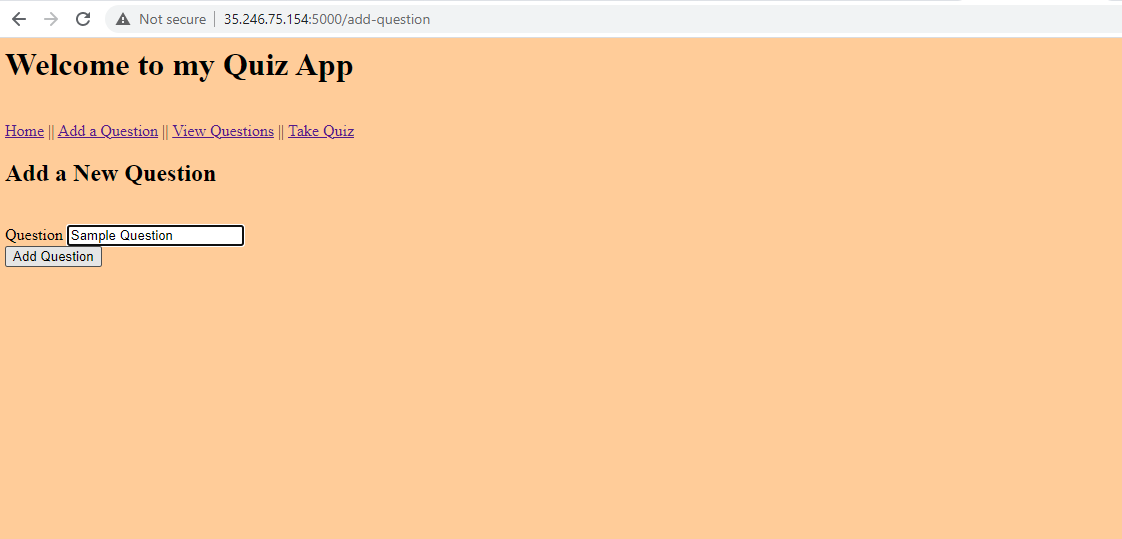 Not secure | 35.246.75.154:5000/add-question
Welcome to my Quiz App
Home || Add a Question || View Questions || Take Quiz
Add a New Question
Question Sample Question
Add Question